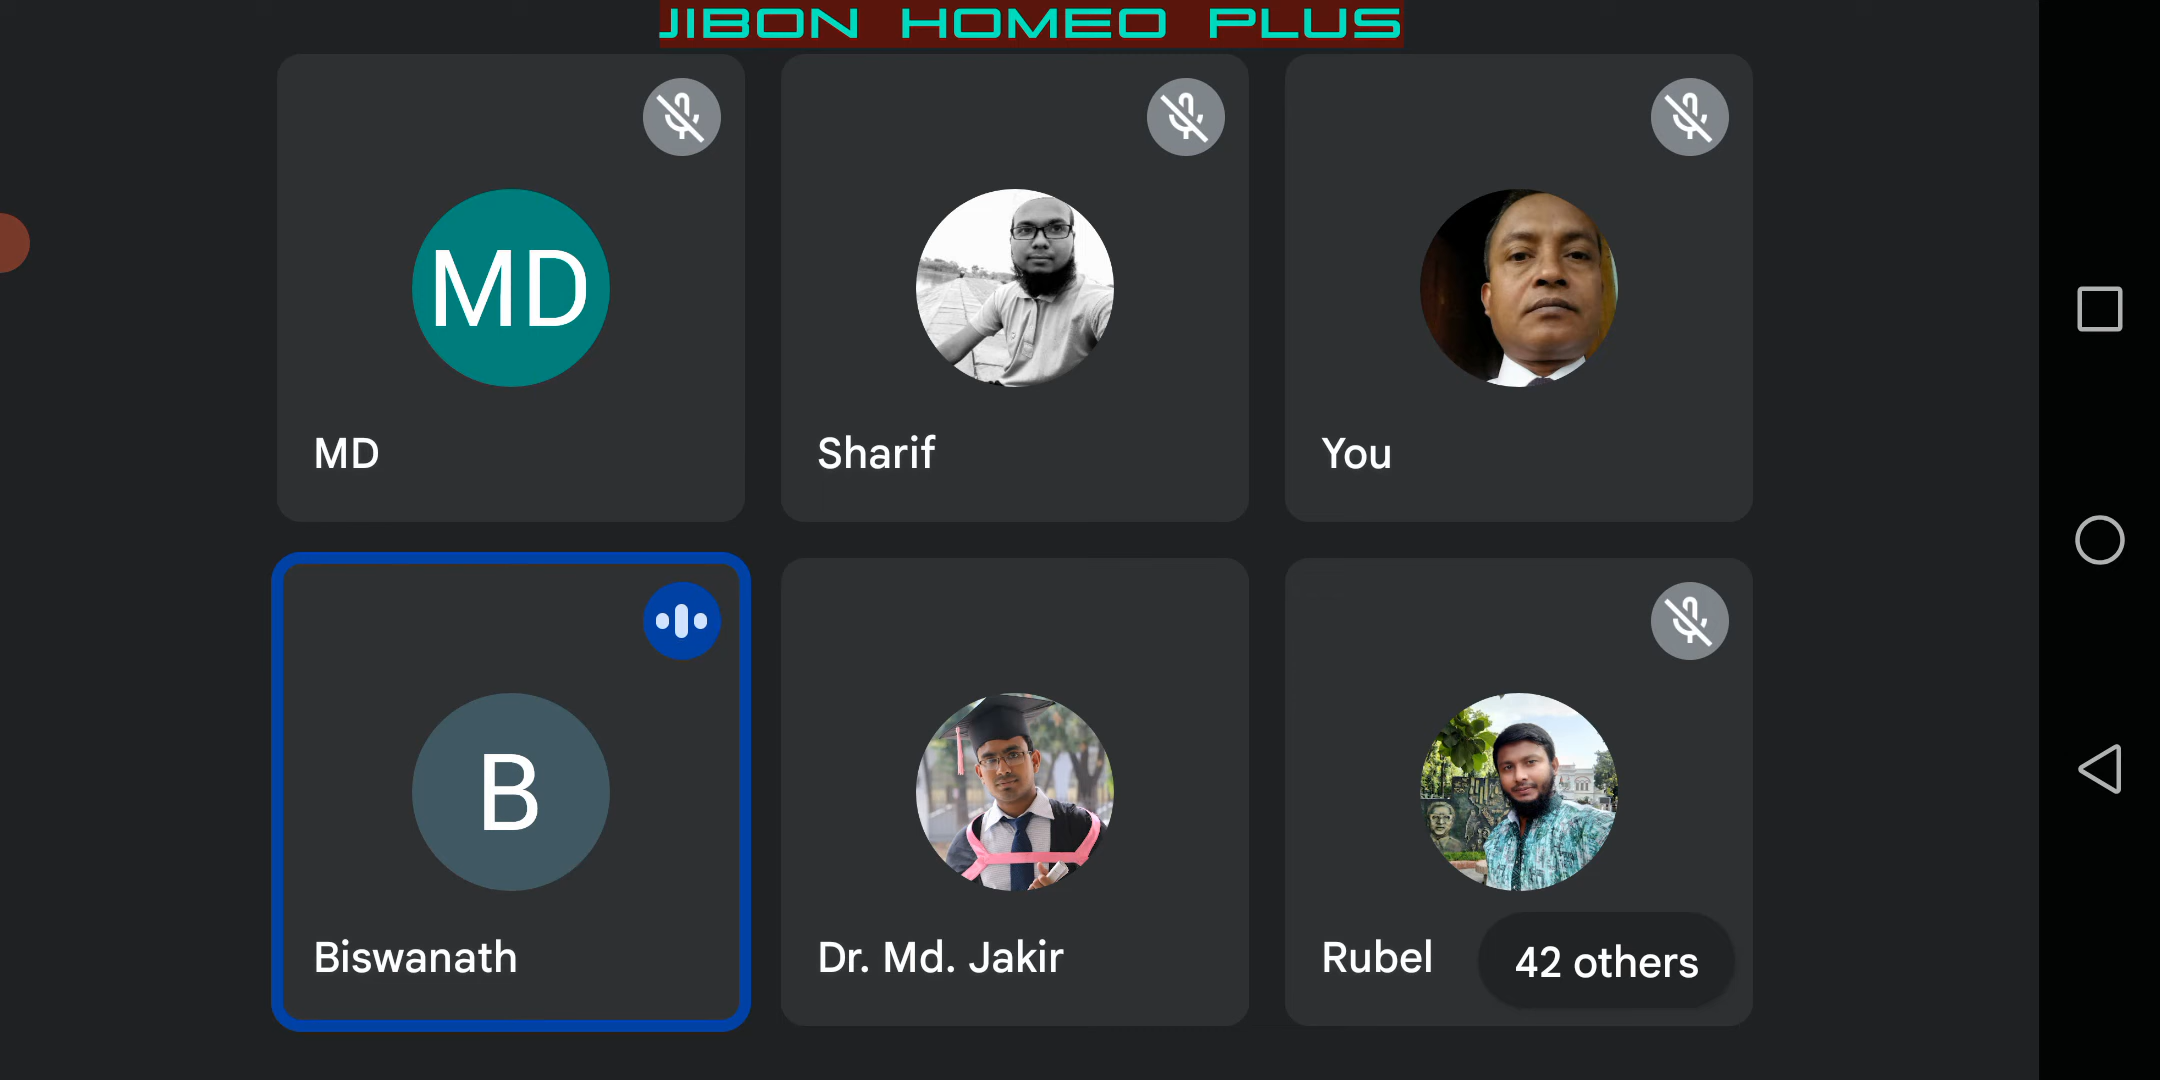 JIBON HOMEO PLUS
MD
MD
Sharif
You
B
Biswanath
Dr. Md. Jakir
Rubel
42 others